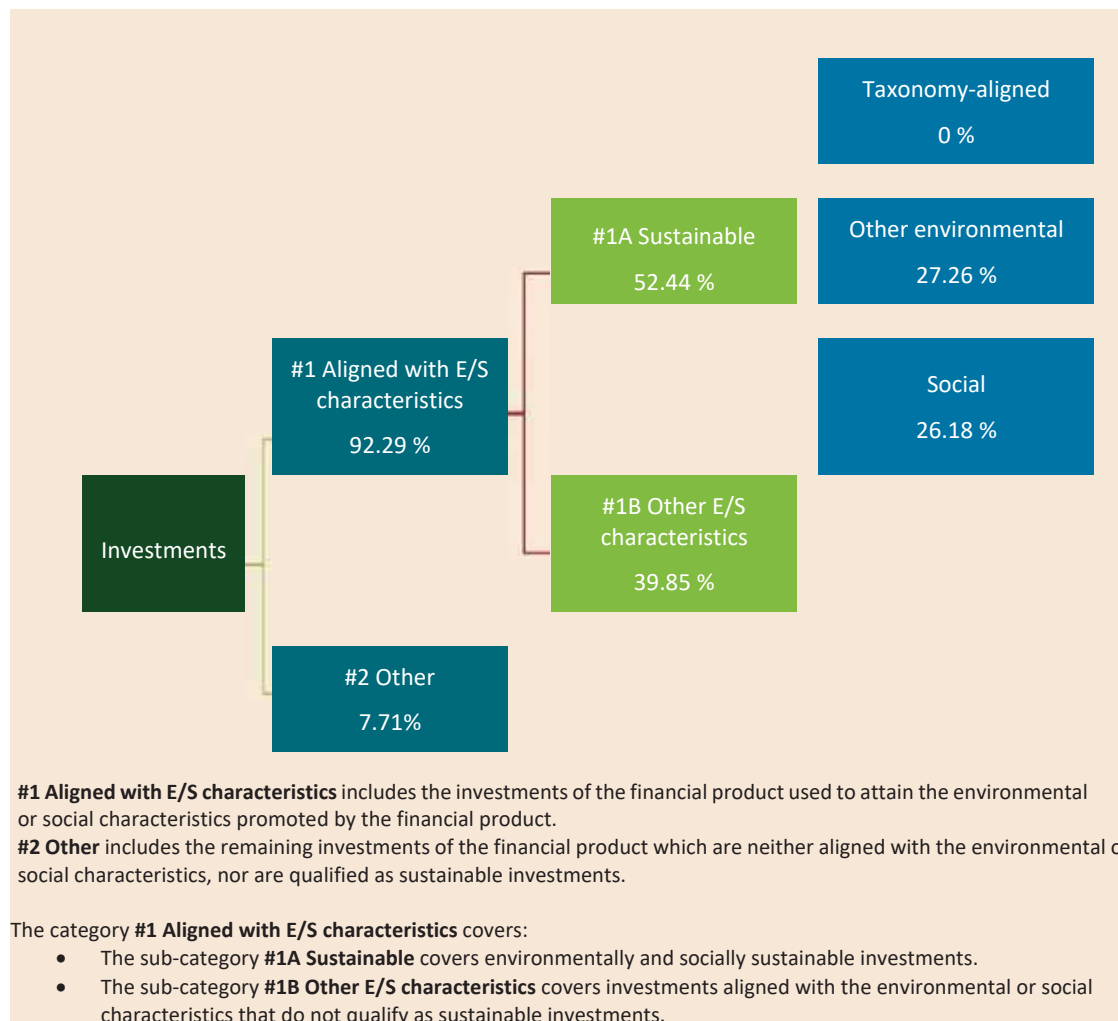 Taxonomy-aligned
0 %
#1A Sustainable
52.44 %
Other environmental
27.26 %
#1 Aligned with E/S
characteristics
92.29 %
Social
26.18 %
Investments
#1B Other E/S
characteristics
39.85 %
#2 Other
7.71%
#1 Aligned with E/S characteristics includes the investments of the financial product used to attain the environmental
or social characteristics promoted by the financial product.
#2 Other includes the remaining investments of the financial product which are neither aligned with the environmental
social characteristics, nor are qualified as sustainable investments.
The category #1 Aligned with E/S characteristics covers:
• The sub-category #1A Sustainable covers environmentally and socially sustainable investments.
• The sub-category #1B Other E/S characteristics covers investments aligned with the environmental or social
characteristics that do not qualify as sustainable investments.